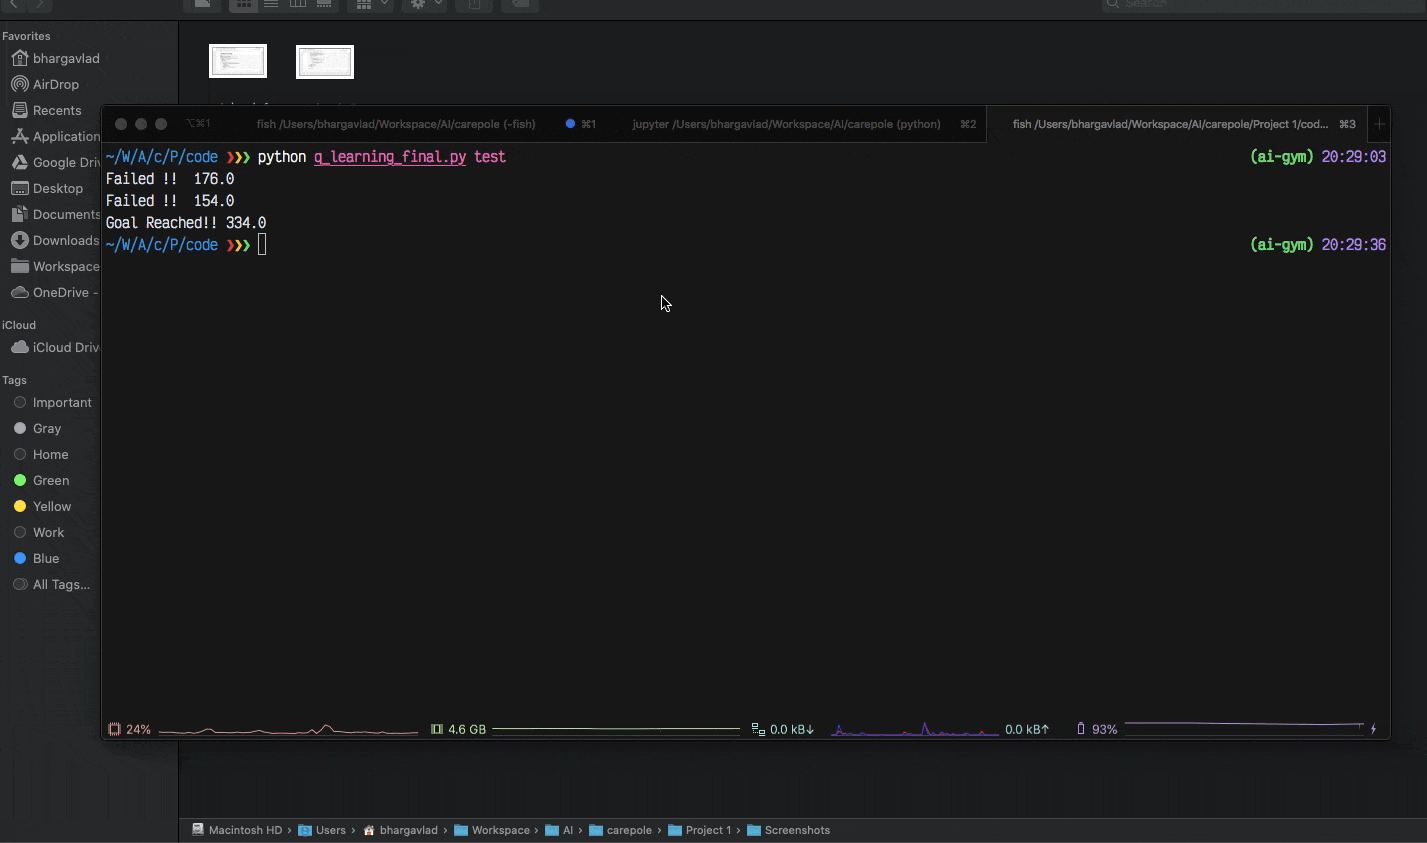 Search
Favorites
bhargavlad
AirDrop
Recents
Application
Google Driv
Desktop
Documents
Downloads
Workspace
OneDrive -
iCloud
iCloud Driv
Tags
Important
Gray
Home
Green
Yellow
Work
Blue
All Tags...
⌥⌘1 fish /Users/bhargavlad/Workspace/AI/carepole (-fish) ⌘1 jupyter /Users/bhargavlad/Workspace/AI/carepole (python) ⌘2 fish /Users/bhargavlad/Workspace/AI/carepole/Project 1/cod... ⌘3 +
~/W/A/c/P/code ❯❯❯ python q_learning_final.py test (ai-gym) 20:29:03
Failed !! 176.0
Failed !! 154.0
Goal Reached!! 334.0
~/W/A/c/P/code ❯❯❯ (ai-gym) 20:29:36
24% 4.6 GB 0.0 kB↓ 0.0 kB↑ 93%
Macintosh HD › Users › bhargavlad › Workspace › AI › carepole › Project 1 › Screenshots